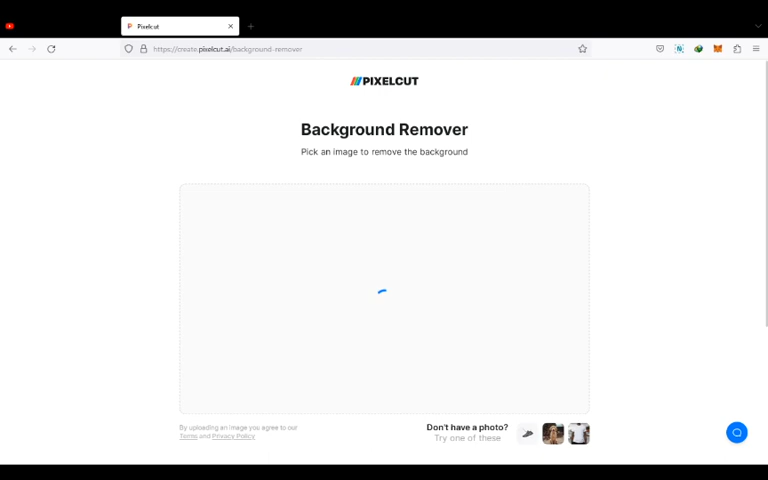 Pixelcut
https://create.pixelcut.ai/background-remover
PIXELCUT
Background Remover
Pick an image to remove the background
By uploading an image you agree to our
Terms and Privacy Policy
Don't have a photo?
Try one of these